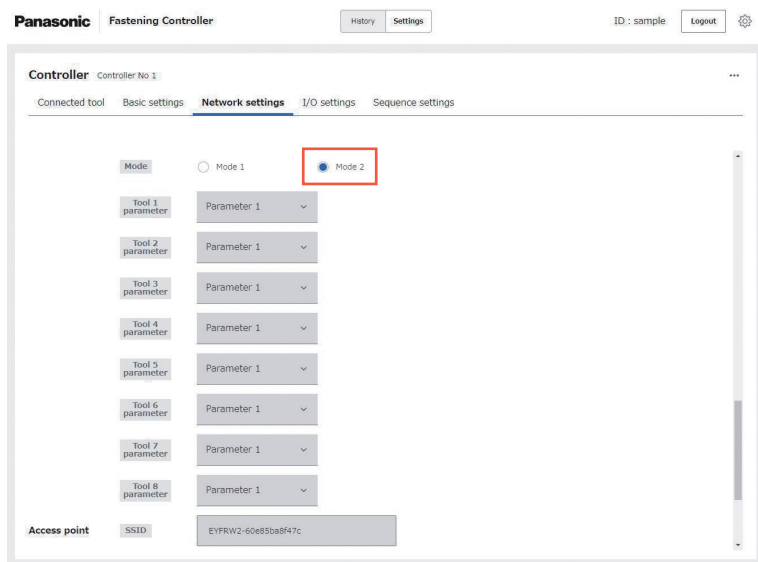 Panasonic Fastening Controller History Settings ID : sample Logout
Controller Controller No 1 ...
Connected tool Basic settings Network settings I/O settings Sequence settings
Mode Mode 1 Mode 2
Tool 1
parameter Parameter 1
Tool 2
parameter Parameter 1
Tool 3
parameter Parameter 1
Tool 4
parameter Parameter 1
Tool 5
parameter Parameter 1
Tool 6
parameter Parameter 1
Tool 7
parameter Parameter 1
Tool 8
parameter Parameter 1
Access point SSID EYFRW2-60e85ba8f47c